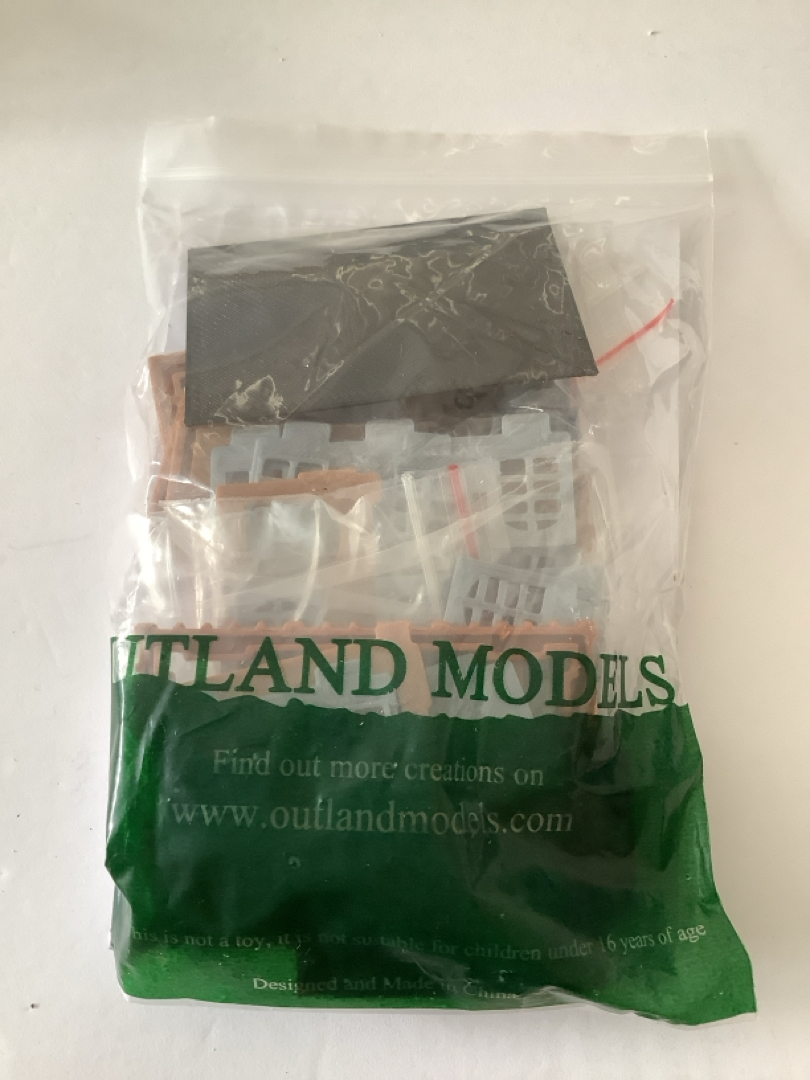 UTLAND MODELS
Find out more creations on
www.outlandmodels.com
his is not a toy, it is not suitable for children under 16 years of age
Designed and Made in China